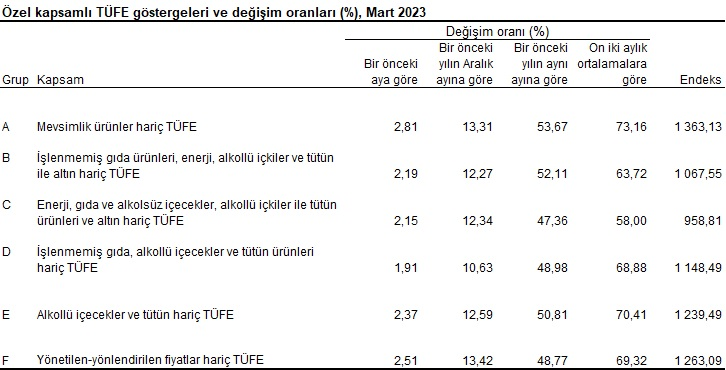 Özel kapsamlı TÜFE göstergeleri ve değişim oranları (%), Mart 2023
Değişim oranı (%)
Grup Kapsam Bir önceki aya göre Bir önceki yılın Aralık ayına göre Bir önceki yılın aynı ayına göre On iki aylık ortalamalara göre Endeks
A Mevsimlik ürünler hariç TÜFE 2,81 13,31 53,67 73,16 1 363,13
B İşlenmemiş gıda ürünleri, enerji, alkollü içkiler ve tütün
ile altın hariç TÜFE 2,19 12,27 52,11 63,72 1 067,55
C Enerji, gıda ve alkolsüz içecekler, alkollü içkiler ile tütün
ürünleri ve altın hariç TÜFE 2,15 12,34 47,36 58,00 958,81
D İşlenmemiş gıda, alkollü içecekler ve tütün ürünleri
hariç TÜFE 1,91 10,63 48,98 68,88 1 148,49
E Alkollü içecekler ve tütün hariç TÜFE 2,37 12,59 50,81 70,41 1 239,49
F Yönetilen-yönlendirilen fiyatlar hariç TÜFE 2,51 13,42 48,77 69,32 1 263,09